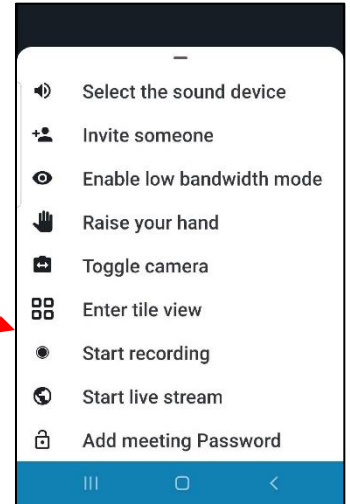 Select the sound device
Invite someone
Enable low bandwidth mode
Raise your hand
Toggle camera
Enter tile view
Start recording
Start live stream
Add meeting Password